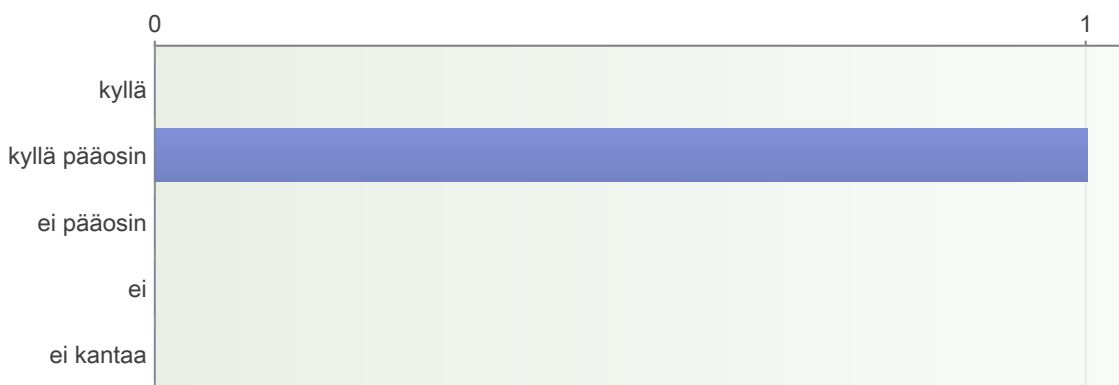 0 1
kyllä
kyllä pääosin
ei pääosin
ei
ei kantaa